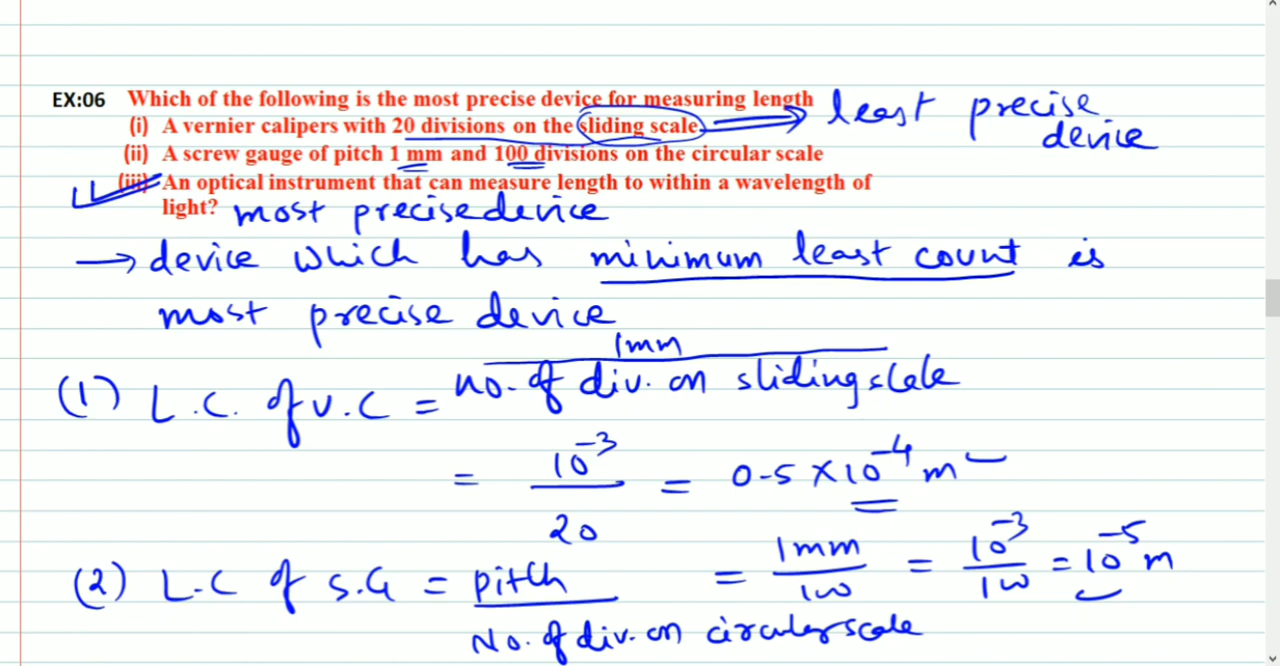 EX:06 Which of the following is the most precise device for measuring length
(i) A vernier calipers with 20 divisions on the sliding scale → least precise device
(ii) A screw gauge of pitch 1 mm and 100 divisions on the circular scale
(iii) An optical instrument that can measure length to within a wavelength of
light? most precise device
→ device which has minimum least count is
most precise device
(1) L.C. of v.C = 1mm / no. of div. on sliding scale
= 10⁻³ / 20 = 0.5 × 10⁻⁴ m
(2) L.C of S.G = pitch / No. of div. on circular scale = 1mm / 100 = 10⁻³ / 100 = 10⁻⁵ m